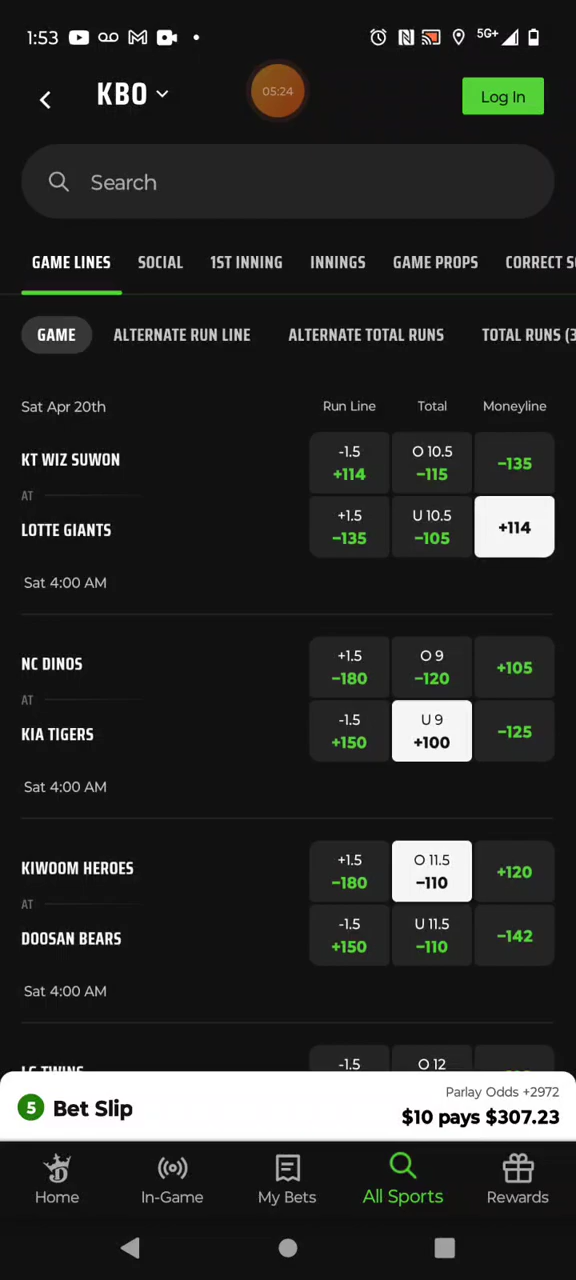 1:53 5G+
KBO 05:24 Log In
Search
GAME LINES SOCIAL 1ST INNING INNINGS GAME PROPS CORRECT
GAME ALTERNATE RUN LINE ALTERNATE TOTAL RUNS TOTAL RUNS (3
Sat Apr 20th Run Line Total Moneyline
-1.5 O 10.5
KT WIZ SUWON +114 −115 −135
AT
+1.5 U 10.5
LOTTE GIANTS −135 −105 +114
Sat 4:00 AM
+1.5 O 9
NC DINOS −180 −120 +105
AT
-1.5 U 9
KIA TIGERS +150 +100 −125
Sat 4:00 AM
+1.5 O 11.5
KIWOOM HEROES −180 −110 +120
AT
-1.5 U 11.5
DOOSAN BEARS +150 −110 −142
Sat 4:00 AM
LG TWINS -1.5 O 12
5 Bet Slip Parlay Odds +2972
$10 pays $307.23
Home In-Game My Bets All Sports Rewards